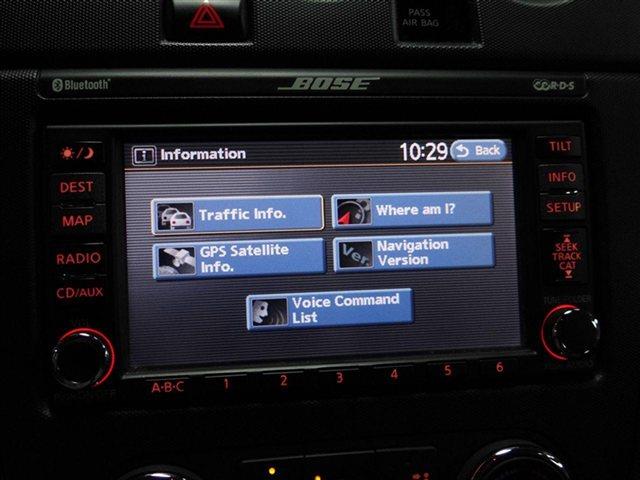 PASS
AIR BAG
Bluetooth
BOSE
R·D·S
Information
10:29
Back
TILT
DEST
INFO
MAP
SETUP
Traffic Info.
Where am I?
RADIO
GPS Satellite
Info.
Ver.
Navigation
Version
SEEK
TRACK
CAT
CD/AUX
Voice Command
List
A·B·C
1
2
3
4
5
6